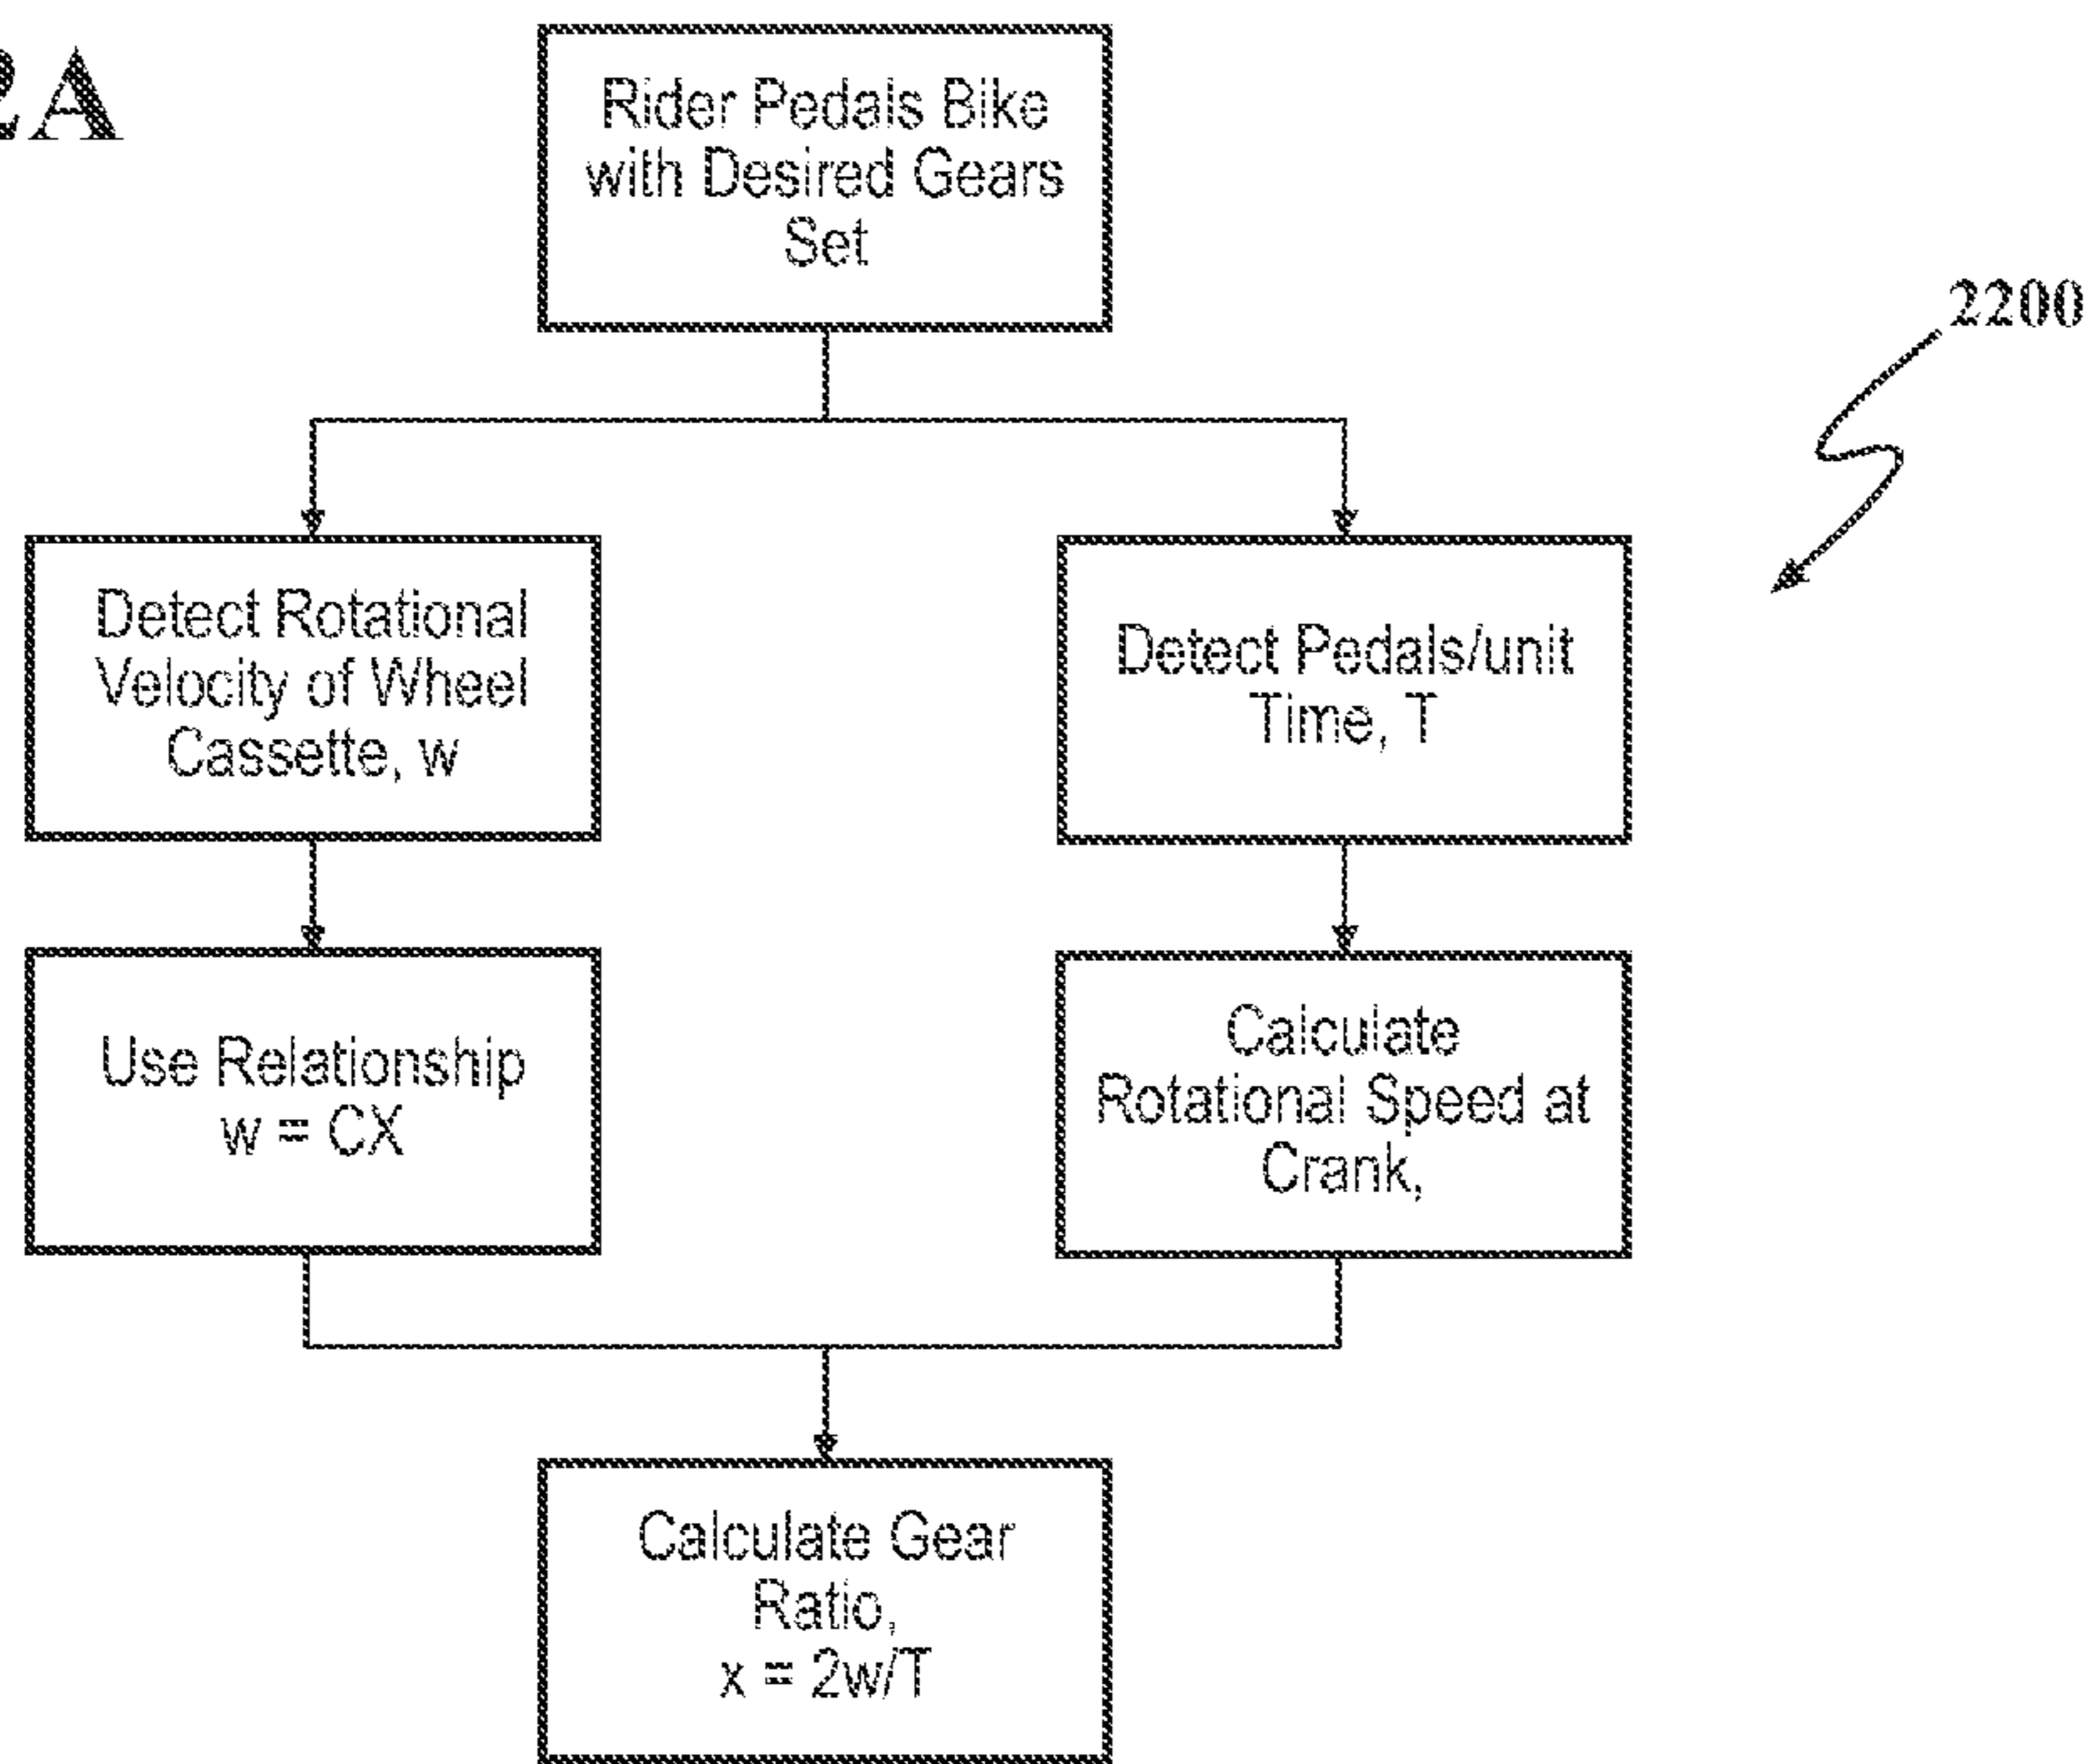 2A
Rider Pedals Bike
with Desired Gears
Set
2200
Detect Rotational
Velocity of Wheel
Cassette, w
Detect Pedals/unit
Time, T
Use Relationship
w = CX
Calculate
Rotational Speed at
Crank,
Calculate Gear
Ratio,
x = 2w/T